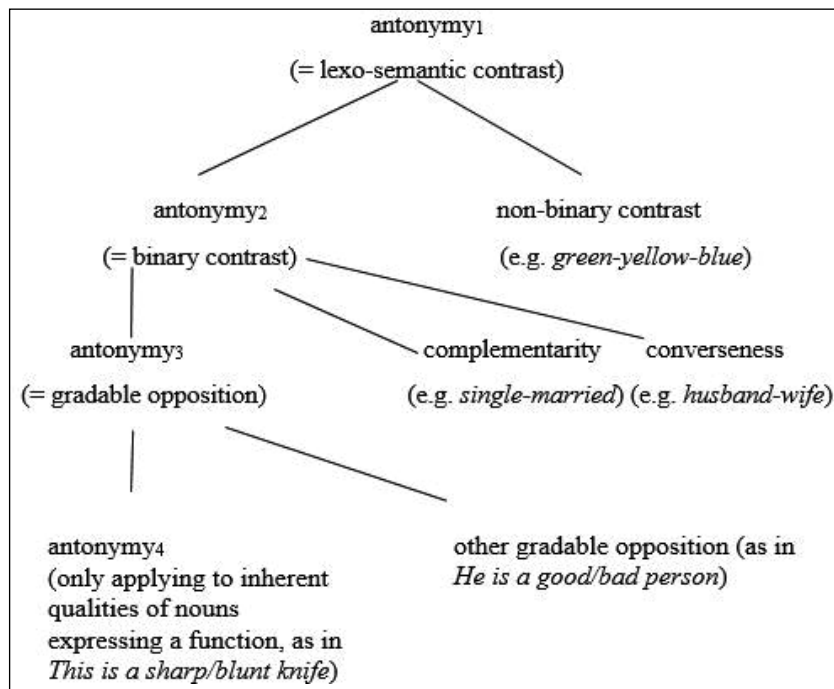 antonymy1
(= lexo-semantic contrast)
antonymy2
non-binary contrast
(= binary contrast)
(e.g. green-yellow-blue)
antonymy3
complementarity
converseness
(= gradable opposition)
(e.g. single-married)
(e.g. husband-wife)
antonymy4
(only applying to inherent
qualities of nouns
expressing a function, as in
This is a sharp/blunt knife)
other gradable opposition (as in
He is a good/bad person)